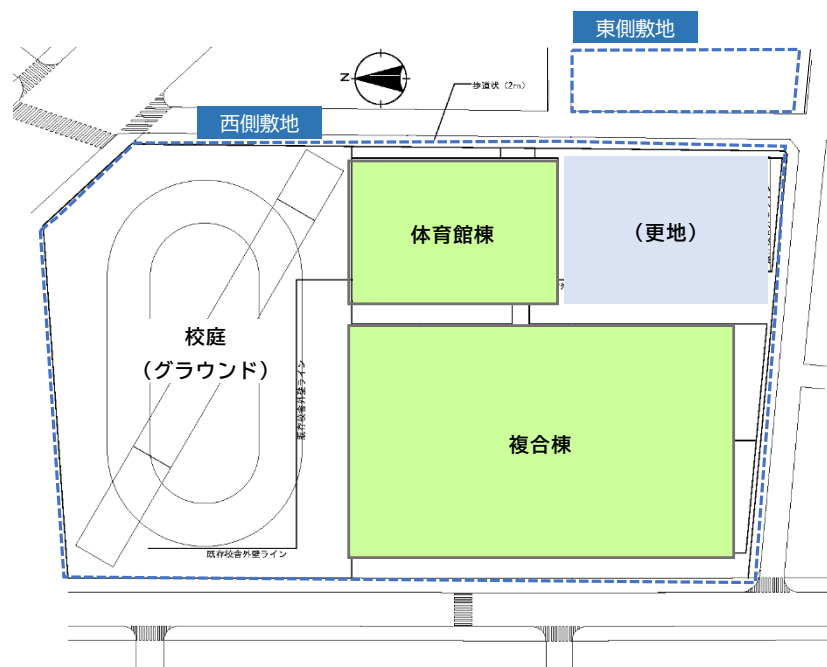 東側敷地
N
歩道状（2m）
西側敷地
体育館棟
（更地）
校庭
（グラウンド）
既存校舎外壁ライン
複合棟
既存校舎外壁ライン